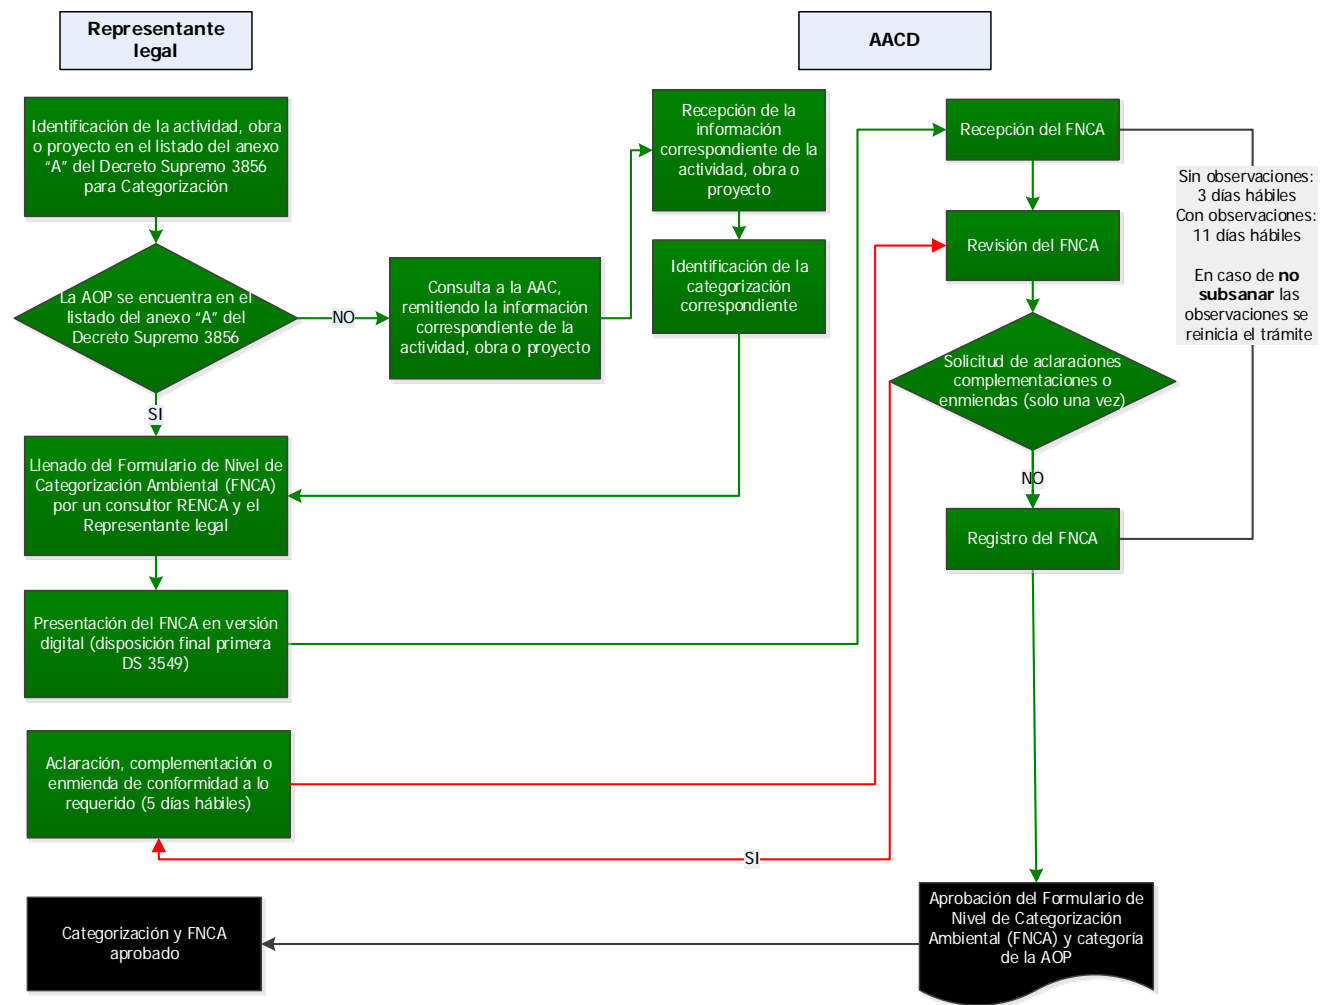 Representante
legal
AACD
Identificación de la actividad, obra
o proyecto en el listado del anexo
“A” del Decreto Supremo 3856
para Categorización
La AOP se encuentra en el
listado del anexo “A” del
Decreto Supremo 3856
NO
SI
Consulta a la AAC,
remitiendo la información
correspondiente de la
actividad, obra o proyecto
Recepción de la
información
correspondiente de la
actividad, obra o
proyecto
Identificación de la
categorización
correspondiente
Llenado del Formulario de Nivel de
Categorización Ambiental (FNCA)
por un consultor RENCA y el
Representante legal
Presentación del FNCA en versión
digital (disposición final primera
DS 3549)
Recepción del FNCA
Revisión del FNCA
Solicitud de aclaraciones
complementaciones o
enmiendas (solo una vez)
NO
Registro del FNCA
Sin observaciones:
3 días hábiles
Con observaciones:
11 días hábiles
En caso de no
subsanar las
observaciones se
reinicia el trámite
Aclaración, complementación o
enmienda de conformidad a lo
requerido (5 días hábiles)
SI
Aprobación del Formulario de
Nivel de Categorización
Ambiental (FNCA) y categoría
de la AOP
Categorización y FNCA
aprobado